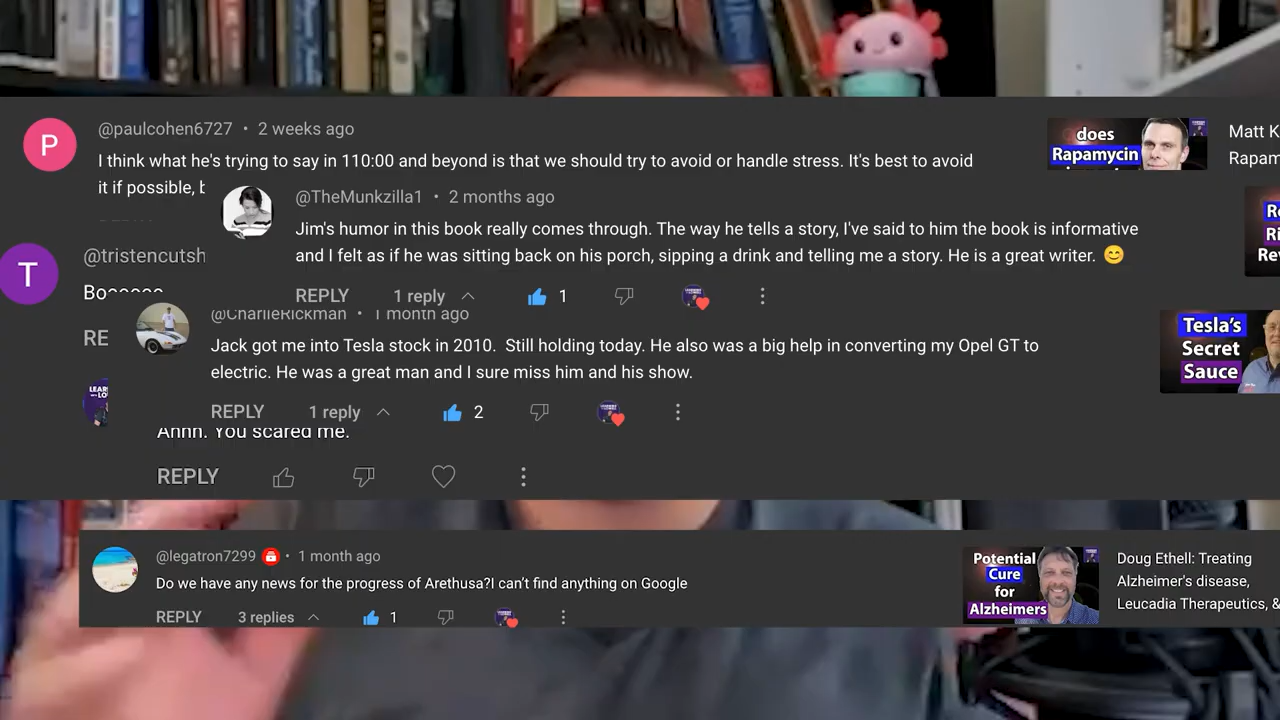 @paulcohen6727 • 2 weeks ago
I think what he's trying to say in 110:00 and beyond is that we should try to avoid or handle stress. It's best to avoid
it if possible,
does
Rapamycin
Matt K
Rapam
@TheMunkzilla1 • 2 months ago
Jim's humor in this book really comes through. The way he tells a story, I've said to him the book is informative
and I felt as if he was sitting back on his porch, sipping a drink and telling me a story. He is a great writer. 😊
REPLY 1 reply 1
@tristencutsh
RE
@CharlieRickman • 1 month ago
Jack got me into Tesla stock in 2010. Still holding today. He also was a big help in converting my Opel GT to
electric. He was a great man and I sure miss him and his show.
REPLY 1 reply 2
Tesla's
Secret
Sauce
Ahhh. You scared me.
REPLY
@legatron7299 • 1 month ago
Do we have any news for the progress of Arethusa?I can't find anything on Google
REPLY 3 replies 1
Potential
Cure
for
Alzheimers
Doug Ethell: Treating
Alzheimer's disease,
Leucadia Therapeutics, &
P
T